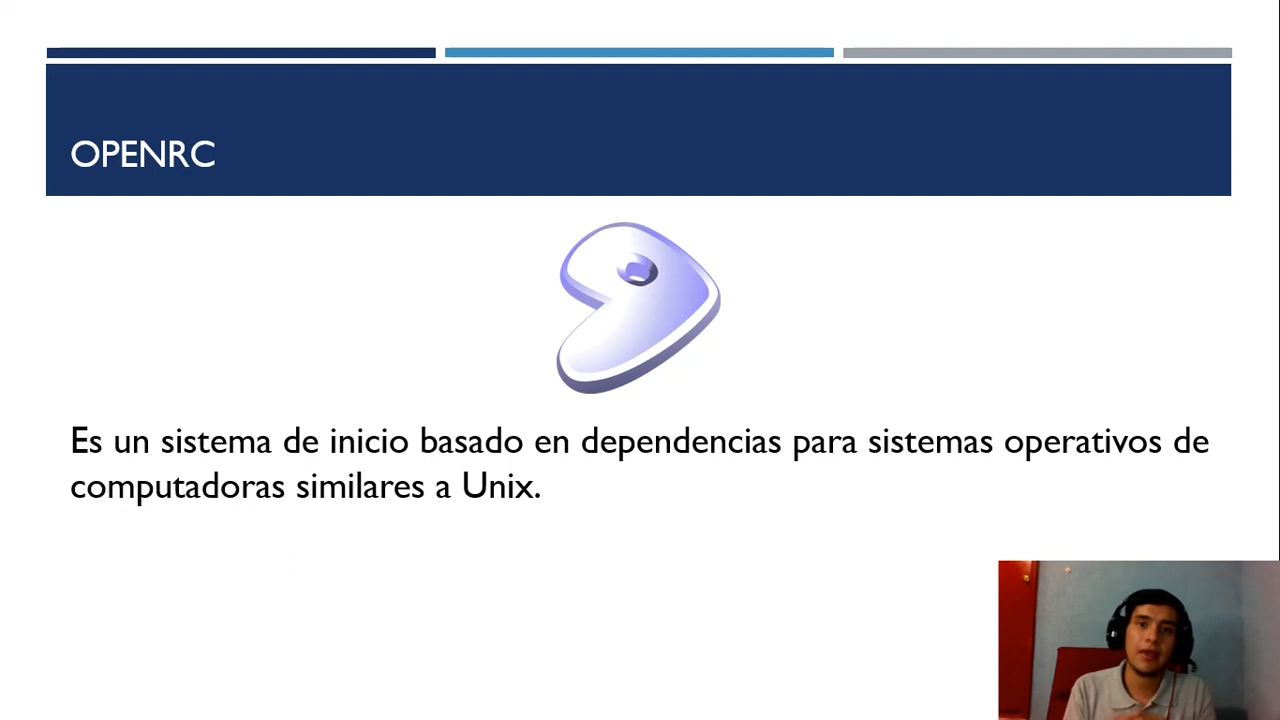 OPENRC
Es un sistema de inicio basado en dependencias para sistemas operativos de
computadoras similares a Unix.